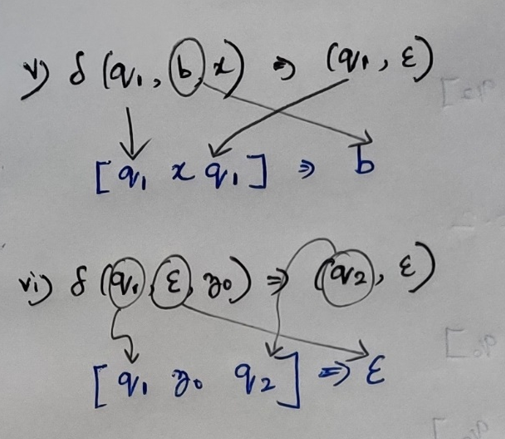 v) δ (q₁, b, x) ⇒ (q₁, ε)
[q₁ x q₁] ⇒ b
vi) δ (q₁, ε, z₀) ⇒ (q₂, ε)
[q₁ z₀ q₂] ⇒ ε